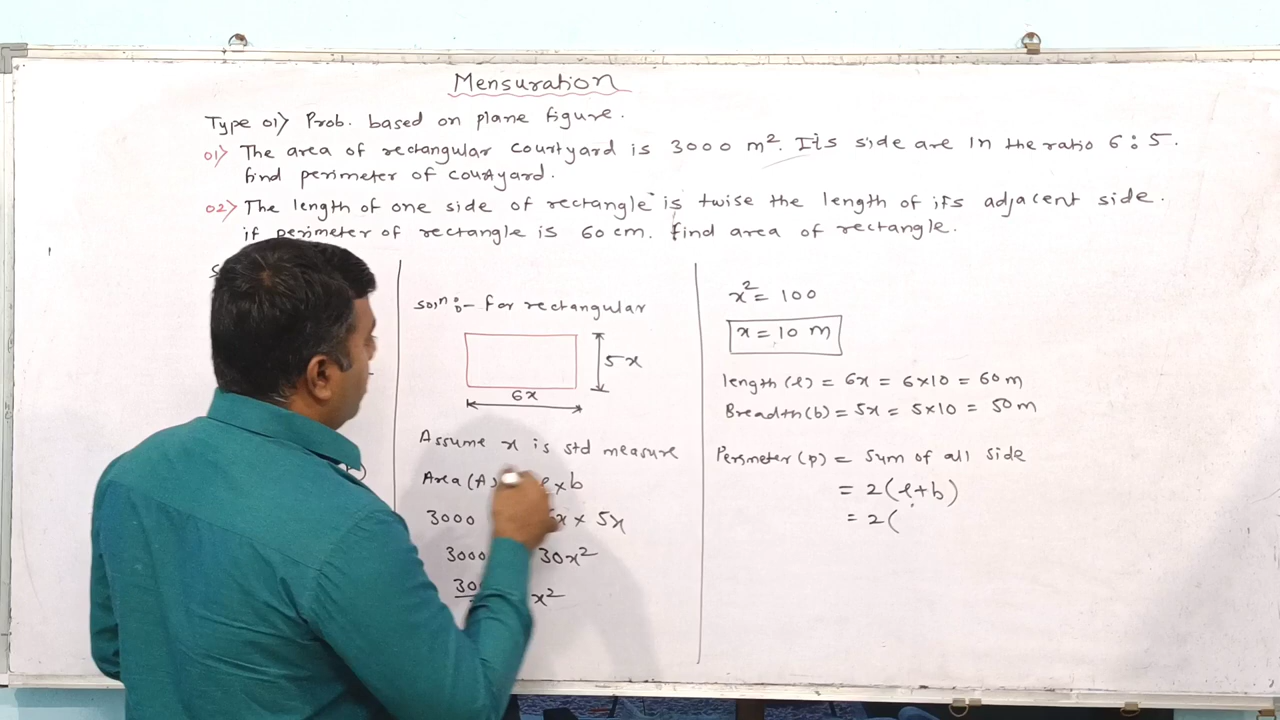 Mensuration
Type 01> Prob. based on plane figure.
01> The area of rectangular courtyard is 3000 m². Its side are in the ratio 6:5.
find perimeter of courtyard.
02> The length of one side of rectangle is twise the length of its adjacent side.
if perimeter of rectangle is 60 cm. find area of rectangle.
Soln:- for rectangular
5x
6x
Assume x is std measure
Area (A) l×b
3000 6x × 5x
3000 30x²
x²
x² = 100
x = 10 m
length (l) = 6x = 6×10 = 60 m
Breadth (b) = 5x = 5×10 = 50 m
Perimeter (p) = Sum of all side
= 2(l+b)
= 2(